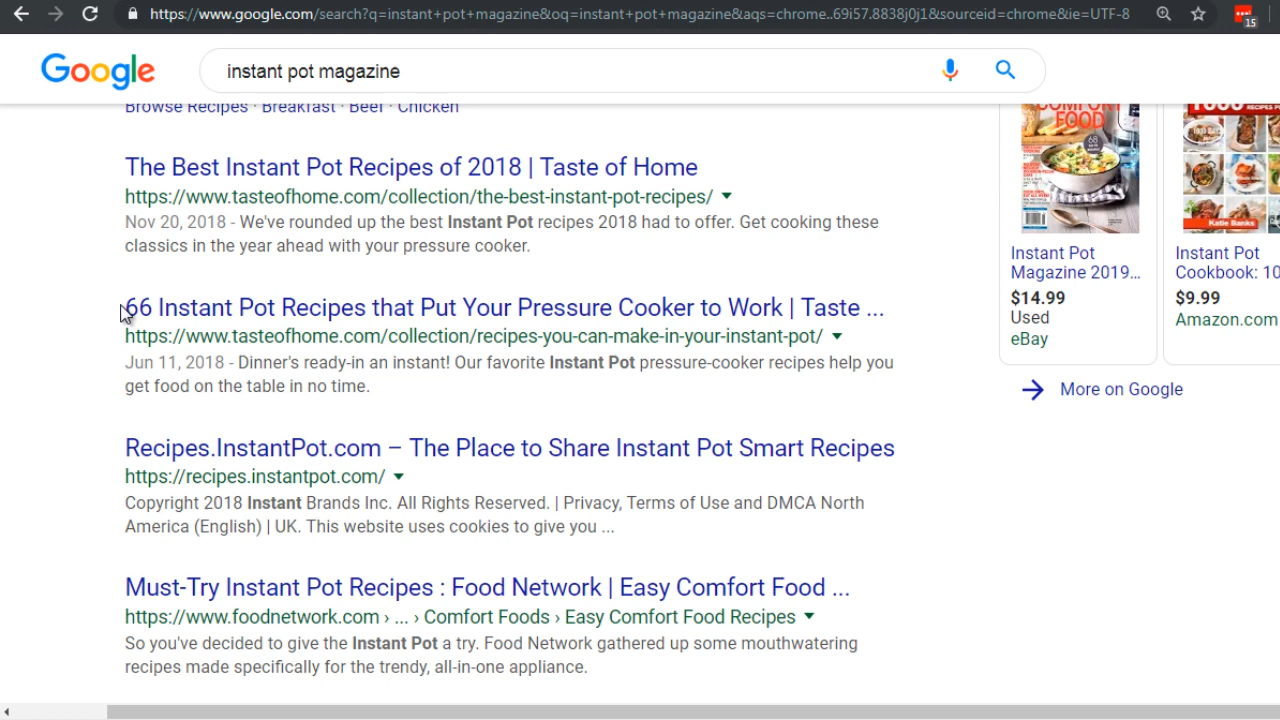 https://www.google.com/search?q=instant+pot+magazine&oq=instant+pot+magazine&aqs=chrome..69i57.8838j0j1&sourceid=chrome&ie=UTF-8
15
Google
instant pot magazine
Browse Recipes · Breakfast · Beef · Chicken
The Best Instant Pot Recipes of 2018 | Taste of Home
https://www.tasteofhome.com/collection/the-best-instant-pot-recipes/
Nov 20, 2018 - We've rounded up the best Instant Pot recipes 2018 had to offer. Get cooking these
classics in the year ahead with your pressure cooker.
66 Instant Pot Recipes that Put Your Pressure Cooker to Work | Taste ...
https://www.tasteofhome.com/collection/recipes-you-can-make-in-your-instant-pot/
Jun 11, 2018 - Dinner's ready-in an instant! Our favorite Instant Pot pressure-cooker recipes help you
get food on the table in no time.
Recipes.InstantPot.com – The Place to Share Instant Pot Smart Recipes
https://recipes.instantpot.com/
Copyright 2018 Instant Brands Inc. All Rights Reserved. | Privacy, Terms of Use and DMCA North
America (English) | UK. This website uses cookies to give you ...
Must-Try Instant Pot Recipes : Food Network | Easy Comfort Food ...
https://www.foodnetwork.com › ... › Comfort Foods › Easy Comfort Food Recipes
So you've decided to give the Instant Pot a try. Food Network gathered up some mouthwatering
recipes made specifically for the trendy, all-in-one appliance.
COMFORT
FOOD
68
Instant Pot
Magazine 2019...
$14.99
Used
eBay
1000
RECIPES
Katie Banks
Instant Pot
Cookbook: 10
$9.99
Amazon.com
More on Google